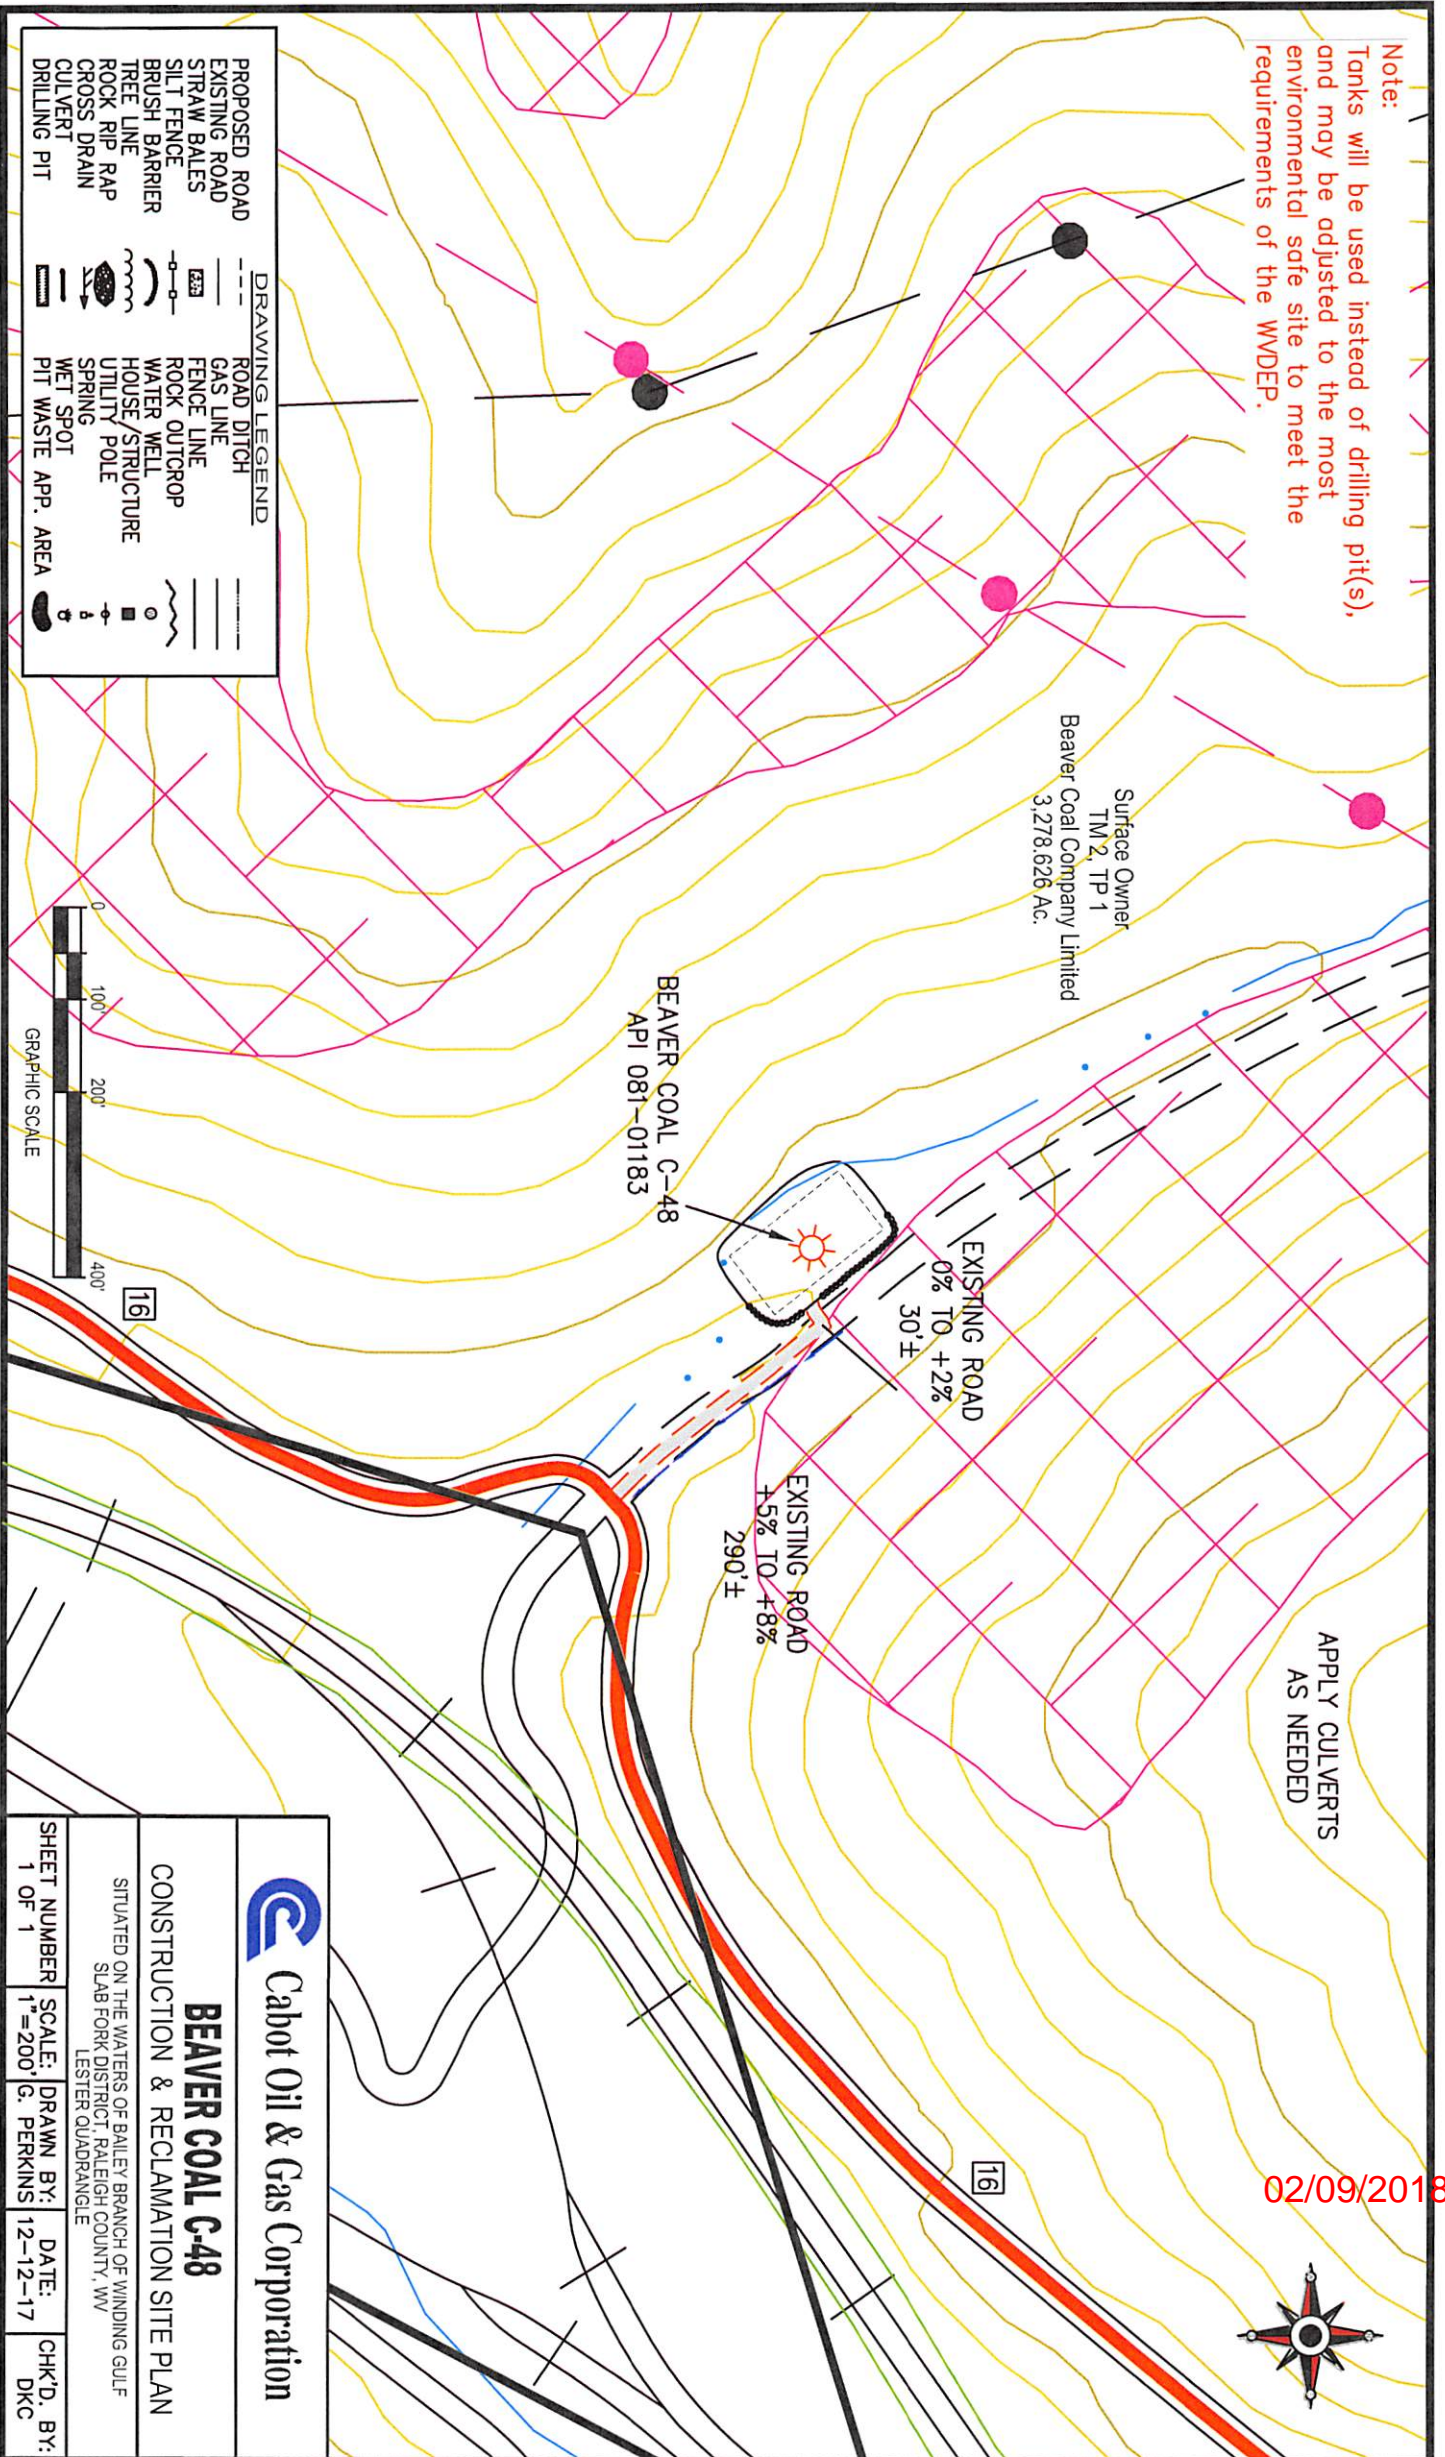 Note:
Tanks will be used instead of drilling pit(s),
and may be adjusted to the most
environmental safe site to meet the
requirements of the WVDEP.
Surface Owner
TM 2, TP 1
Beaver Coal Company Limited
3,278.626 Ac.
APPLY CULVERTS
AS NEEDED
BEAVER COAL C-48
API 081-01183
EXISTING ROAD
0% TO +2%
30'±
EXISTING ROAD
+5% TO +8%
290'±
16
16
02/09/2018
DRAWING LEGEND
PROPOSED ROAD
EXISTING ROAD
STRAW BALES
SILT FENCE
BRUSH BARRIER
TREE LINE
ROCK RIP RAP
CROSS DRAIN
CULVERT
DRILLING PIT
ROAD DITCH
GAS LINE
FENCE LINE
ROCK OUTCROP
WATER WELL
HOUSE/STRUCTURE
UTILITY POLE
SPRING
WET SPOT
PIT WASTE APP. AREA
0 100' 200' 400'
GRAPHIC SCALE
Cabot Oil & Gas Corporation
BEAVER COAL C-48
CONSTRUCTION & RECLAMATION SITE PLAN
SITUATED ON THE WATERS OF BAILEY BRANCH OF WINDING GULF
SLAB FORK DISTRICT, RALEIGH COUNTY, WV
LESTER QUADRANGLE
SHEET NUMBER
1 OF 1
SCALE:
1"=200'
DRAWN BY:
G. PERKINS
DATE:
12-12-17
CHK'D. BY:
DKC